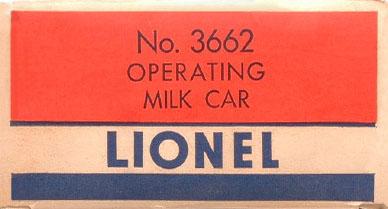 No. 3662
OPERATING
MILK CAR
LIONEL